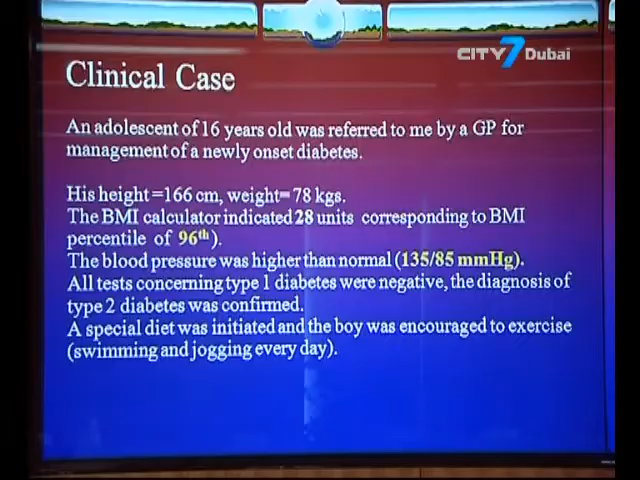 CITY7 Dubai
Clinical Case
An adolescent of 16 years old was referred to me by a GP for
management of a newly onset diabetes.
His height =166 cm, weight= 78 kgs.
The BMI calculator indicated 28 units corresponding to BMI
percentile of 96th).
The blood pressure was higher than normal (135/85 mmHg).
All tests concerning type 1 diabetes were negative, the diagnosis of
type 2 diabetes was confirmed.
A special diet was initiated and the boy was encouraged to exercise
(swimming and jogging every day).